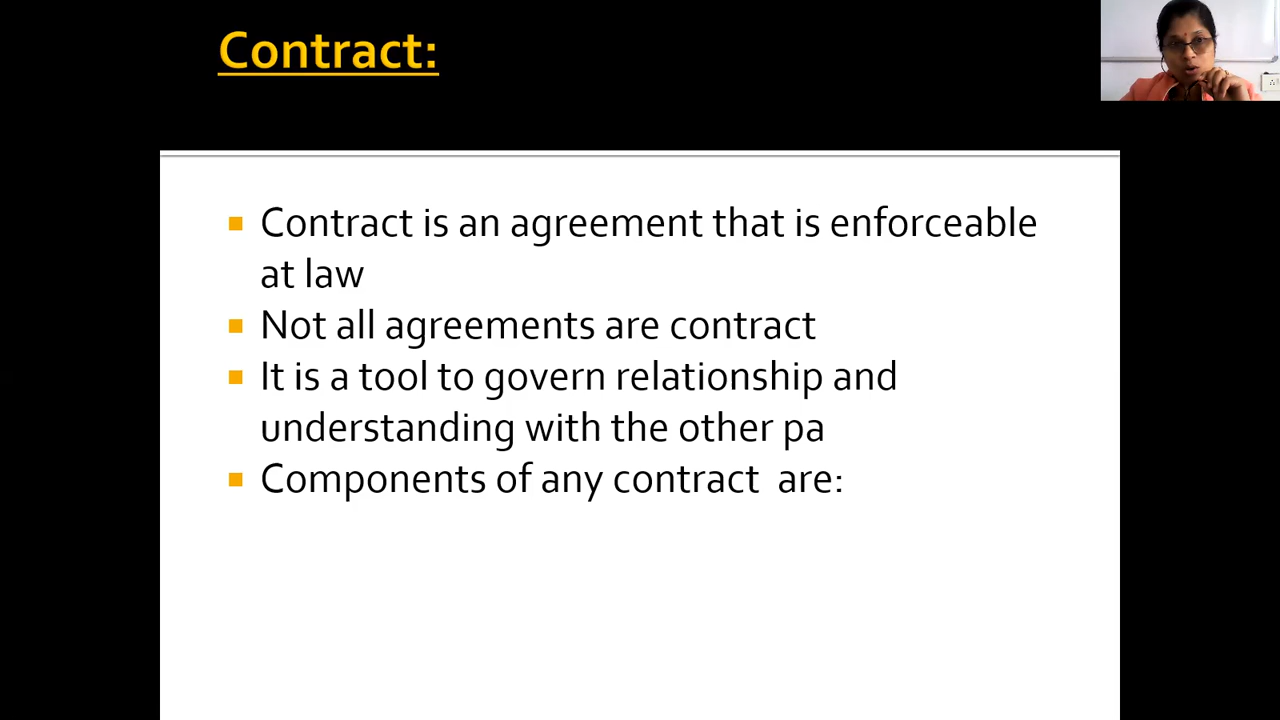 Contract:
Contract is an agreement that is enforceable
at law
Not all agreements are contract
It is a tool to govern relationship and
understanding with the other pa
Components of any contract  are: